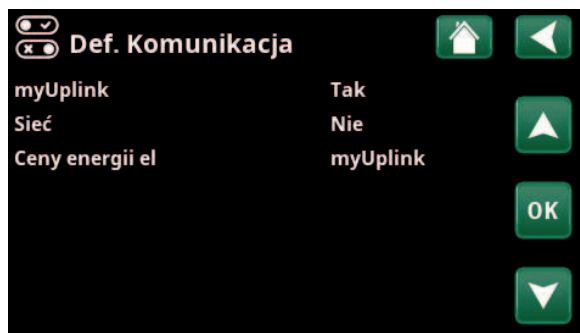 Def. Komunikacja
myUplink Tak
Sieć Nie
Ceny energii el myUplink
OK